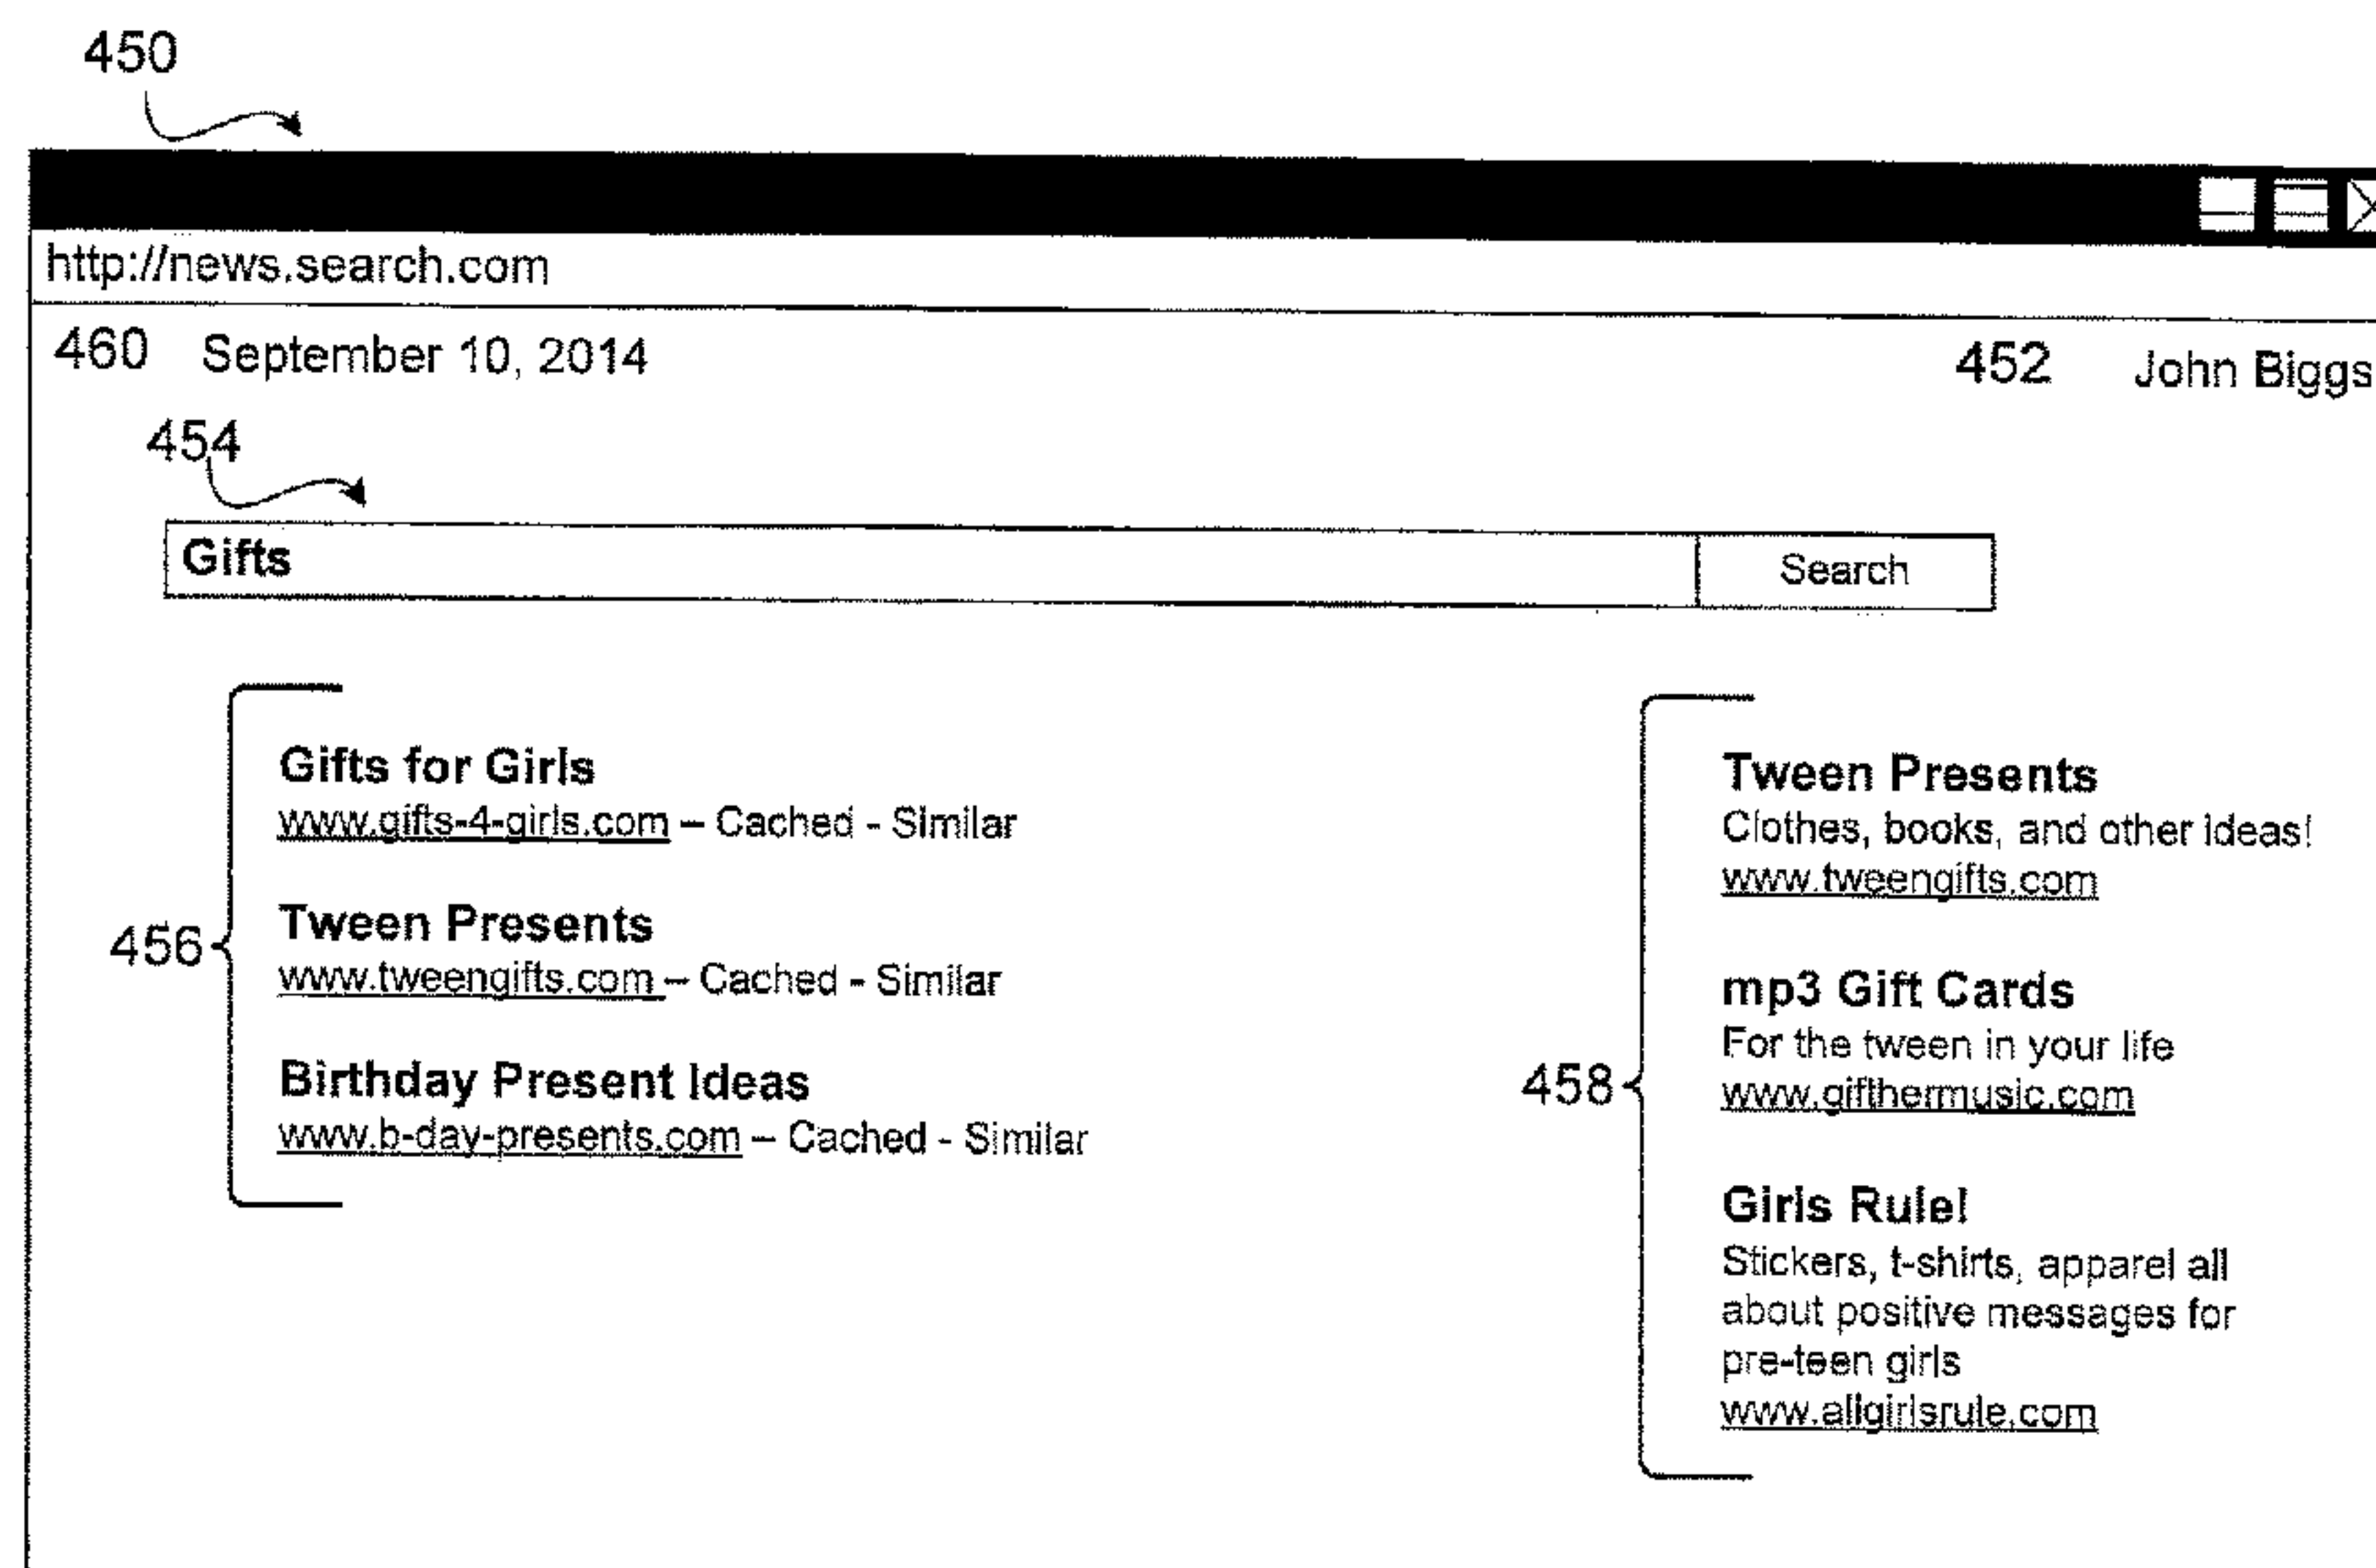 450
http://news.search.com
460 September 10, 2014
452 John Biggs
454
Gifts
Search
456
Gifts for Girls
www.gifts-4-girls.com – Cached - Similar
Tween Presents
www.tweengifts.com – Cached - Similar
Birthday Present Ideas
www.b-day-presents.com – Cached - Similar
458
Tween Presents
Clothes, books, and other ideas!
www.tweengifts.com
mp3 Gift Cards
For the tween in your life
www.gifthermusic.com
Girls Rule!
Stickers, t-shirts, apparel all
about positive messages for
pre-teen girls
www.allgirlsrule.com